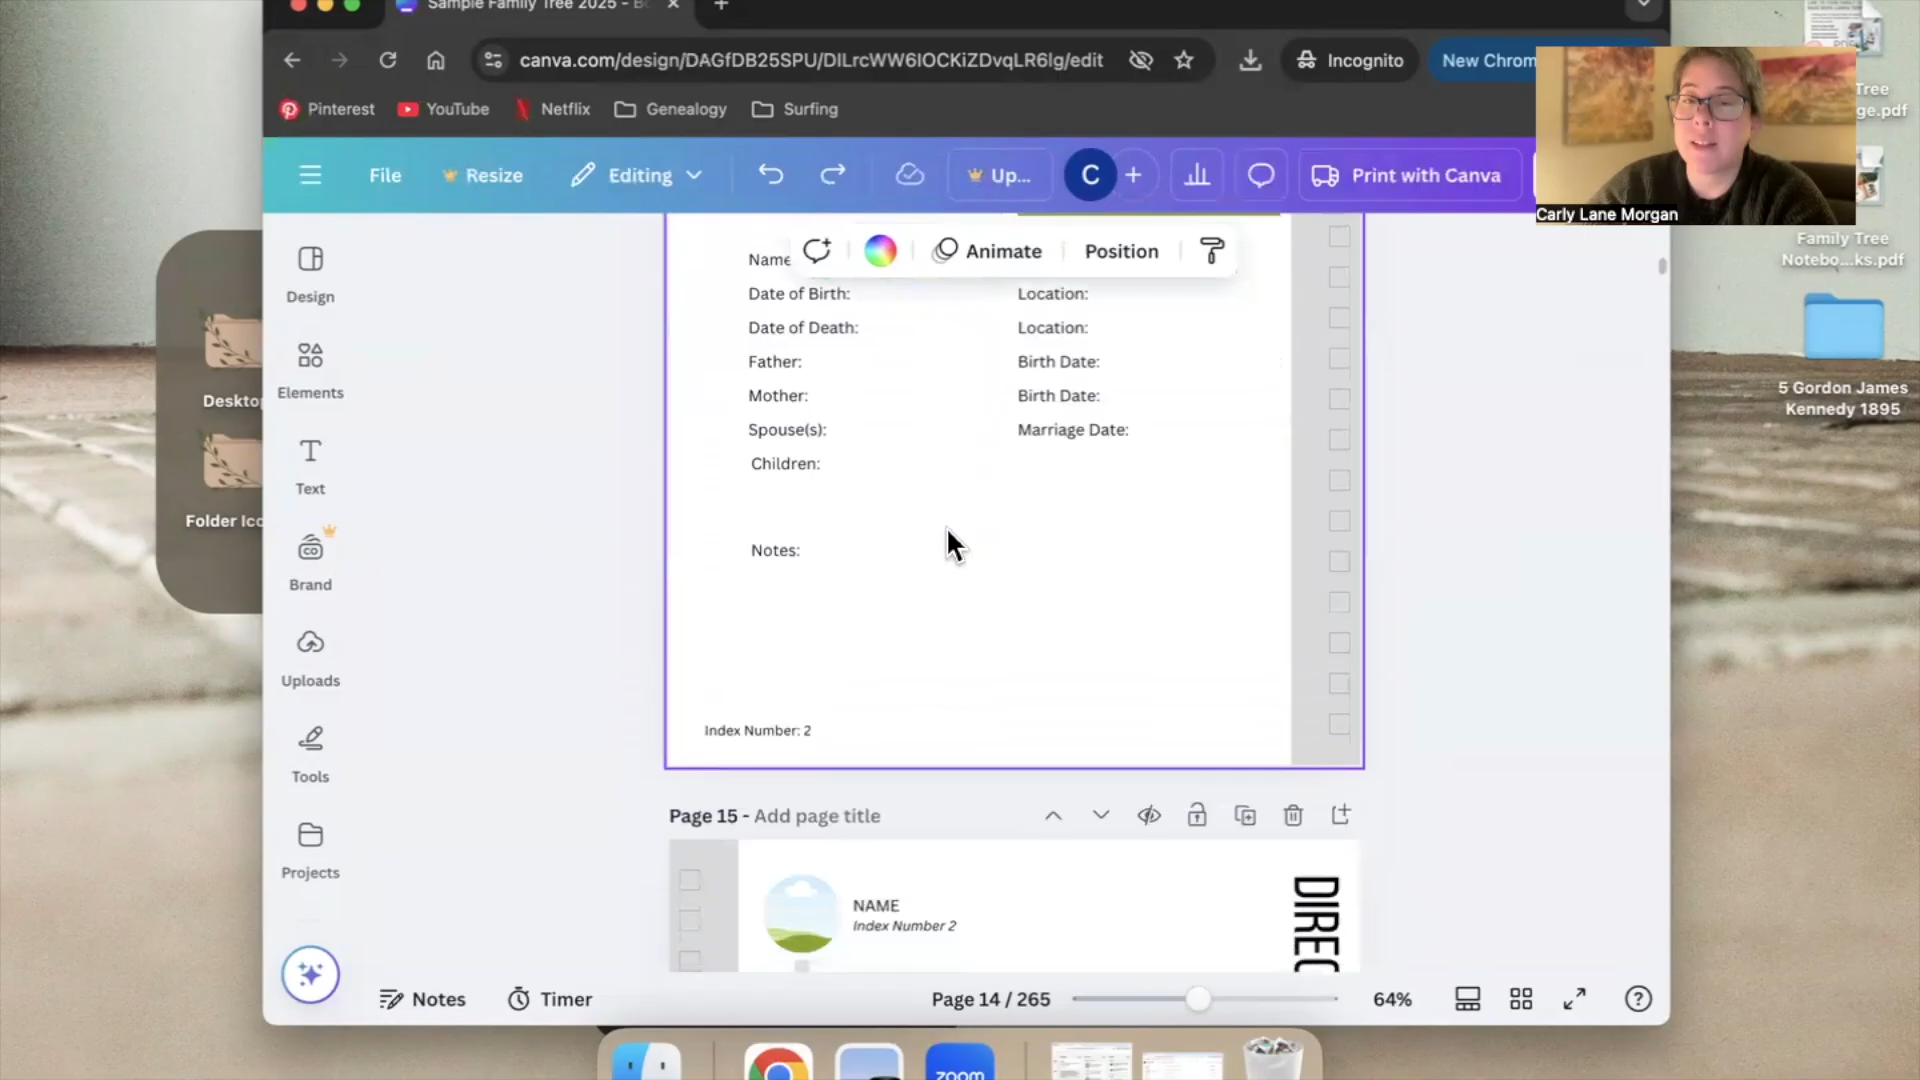 Sample Family Tree 2025 -
canva.com/design/DAGfDB25SPU/DILrcWW6IOCKiZDvqLR6lg/edit
Incognito
New Chrom
Pinterest
YouTube
Netflix
Genealogy
Surfing
File
Resize
Editing
Up...
C
Print with Canva
Carly Lane Morgan
Tree
ge.pdf
Family Tree
Notebo...ks.pdf
5 Gordon James
Kennedy 1895
Desktop
Folder Ico
Design
Elements
Text
Brand
Uploads
Tools
Projects
Animate
Position
Name
Date of Birth:
Location:
Date of Death:
Location:
Father:
Birth Date:
Mother:
Birth Date:
Spouse(s):
Marriage Date:
Children:
Notes:
Index Number: 2
Page 15 - Add page title
NAME
Index Number 2
DIREC
Notes
Timer
Page 14 / 265
64%
zoom